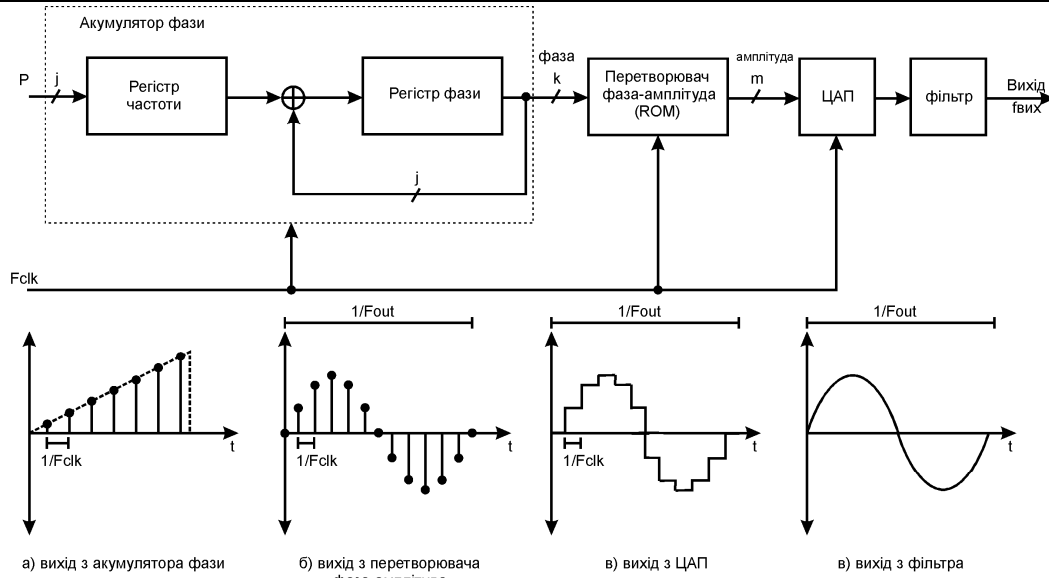 Акумулятор фази
P
j
Регістр
частоти
Регістр фази
j
фаза
k
Перетворювач
фаза-амплітуда
(ROM)
амплітуда
m
ЦАП
фільтр
Вихід
fвих
Fclk
1/Fout
1/Fout
1/Fout
1/Fclk
t
1/Fclk
t
1/Fclk
t
t
а) вихід з акумулятора фази
б) вихід з перетворювача
фаза-амплітуда
в) вихід з ЦАП
в) вихід з фільтра